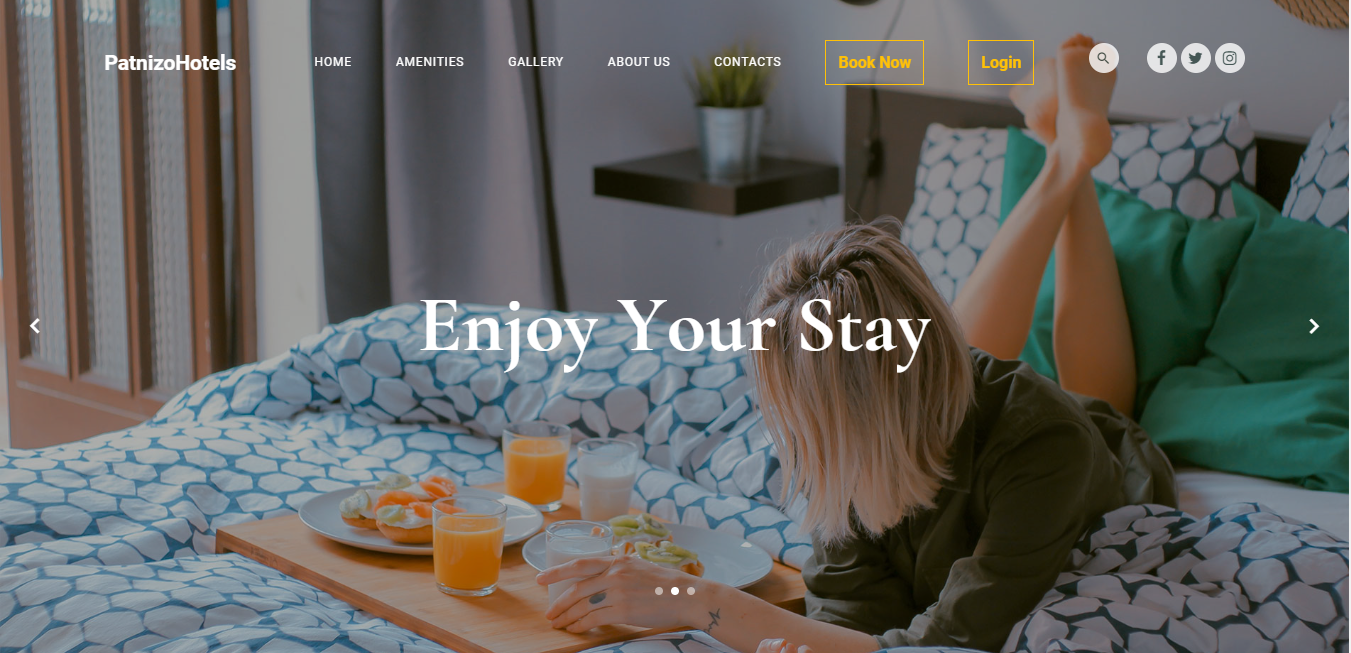 PatnizoHotels
HOME
AMENITIES
GALLERY
ABOUT US
CONTACTS
Book Now
Login
Enjoy Your Stay